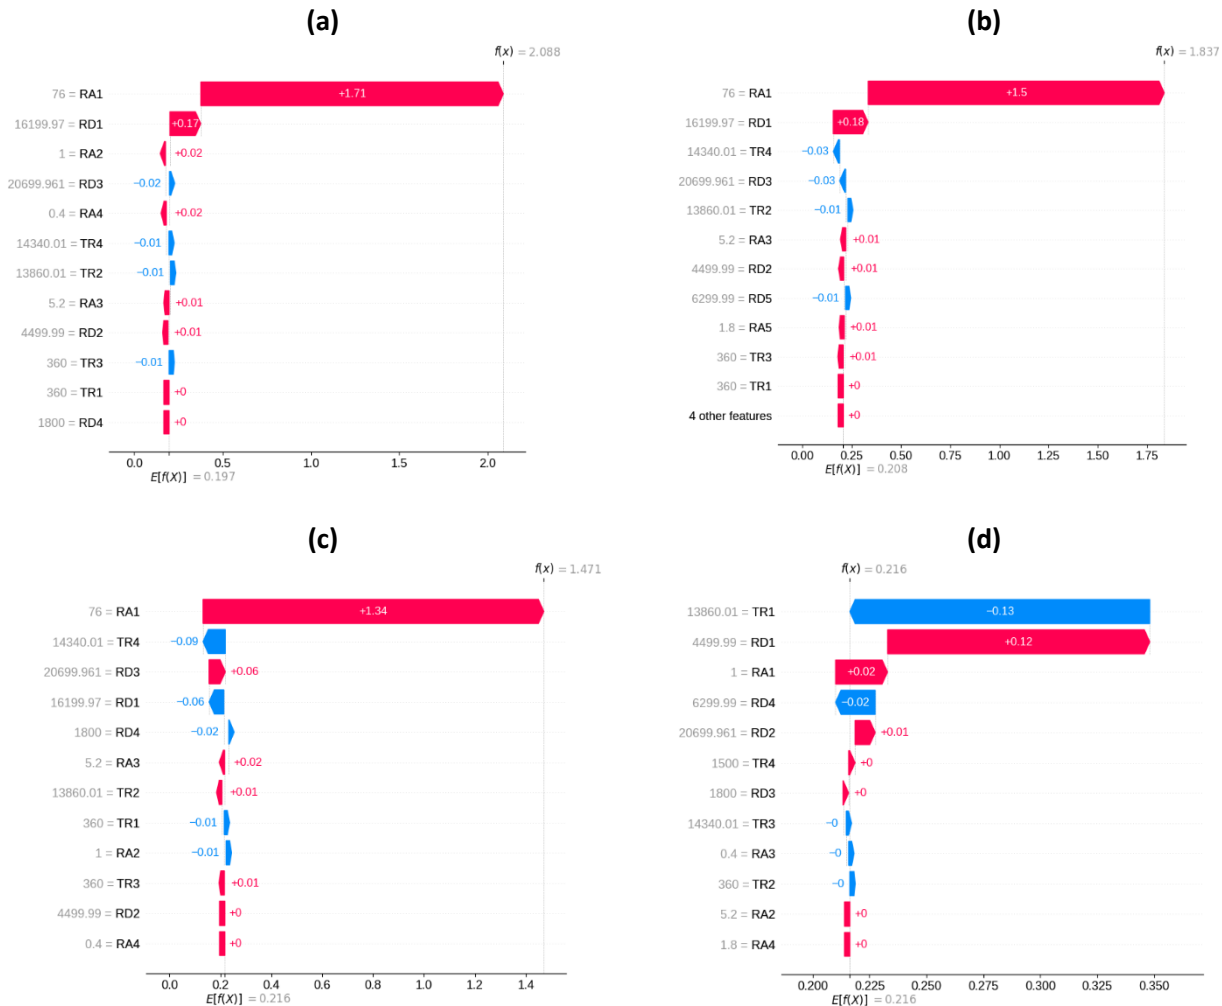 (a)
f(x) = 2.088
76 = RA1
+1.71
16199.97 = RD1
+0.17
1 = RA2
+0.02
20699.961 = RD3
−0.02
0.4 = RA4
+0.02
14340.01 = TR4
−0.01
13860.01 = TR2
−0.01
5.2 = RA3
+0.01
4499.99 = RD2
+0.01
360 = TR3
−0.01
360 = TR1
+0
1800 = RD4
+0
0.0 0.5 1.0 1.5 2.0
E[f(X)] = 0.197
(b)
f(x) = 1.837
76 = RA1
+1.5
16199.97 = RD1
+0.18
14340.01 = TR4
−0.03
20699.961 = RD3
−0.03
13860.01 = TR2
−0.01
5.2 = RA3
+0.01
4499.99 = RD2
+0.01
6299.99 = RD5
−0.01
1.8 = RA5
+0.01
360 = TR3
+0.01
360 = TR1
+0
4 other features
+0
0.00 0.25 0.50 0.75 1.00 1.25 1.50 1.75
E[f(X)] = 0.208
(c)
f(x) = 1.471
76 = RA1
+1.34
14340.01 = TR4
−0.09
20699.961 = RD3
+0.06
16199.97 = RD1
−0.06
1800 = RD4
−0.02
5.2 = RA3
+0.02
13860.01 = TR2
+0.01
360 = TR1
−0.01
1 = RA2
−0.01
360 = TR3
+0.01
4499.99 = RD2
+0
0.4 = RA4
+0
0.0 0.2 0.4 0.6 0.8 1.0 1.2 1.4
E[f(X)] = 0.216
(d)
f(x) = 0.216
13860.01 = TR1
−0.13
4499.99 = RD1
+0.12
1 = RA1
+0.02
6299.99 = RD4
−0.02
20699.961 = RD2
+0.01
1500 = TR4
+0
1800 = RD3
+0
14340.01 = TR3
−0
0.4 = RA3
−0
360 = TR2
−0
5.2 = RA2
+0
1.8 = RA4
+0
0.200 0.225 0.250 0.275 0.300 0.325 0.350
E[f(X)] = 0.216